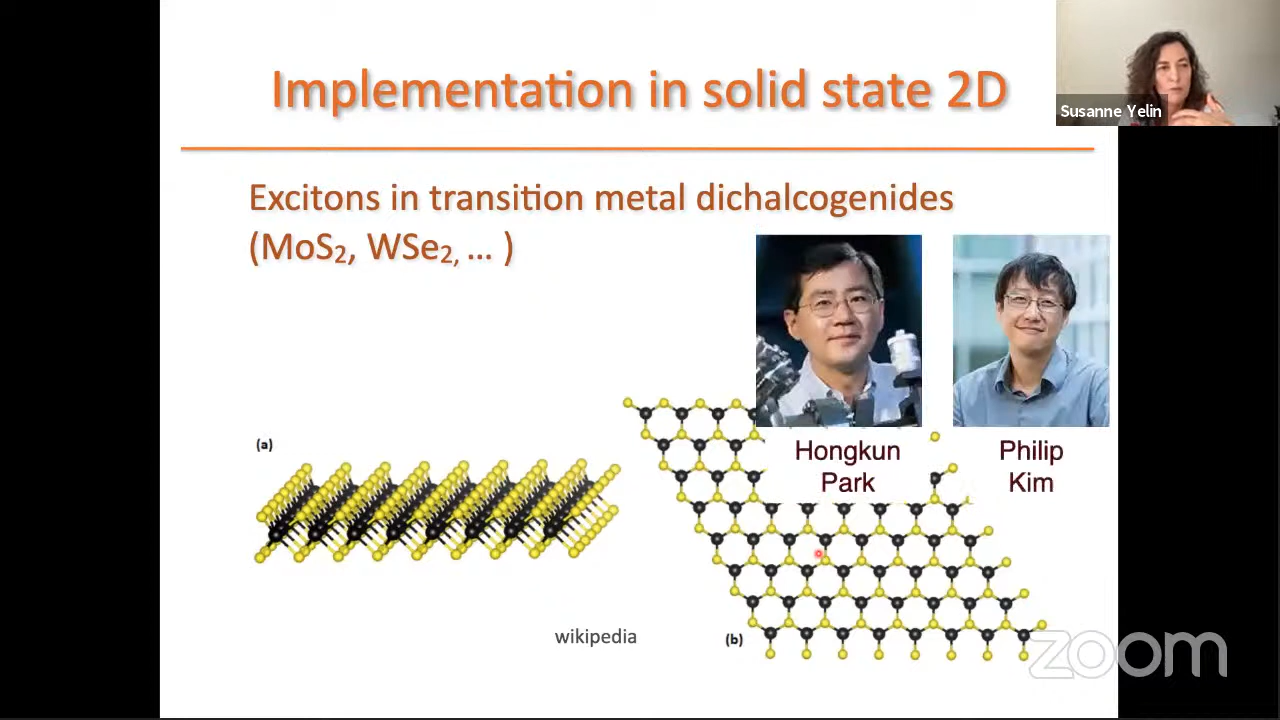 Implementation in solid state 2D
Susanne Yelin
Excitons in transition metal dichalcogenides
(MoS₂, WSe₂, ... )
(a)
Hongkun
Park
Philip
Kim
wikipedia
(b)
zoom